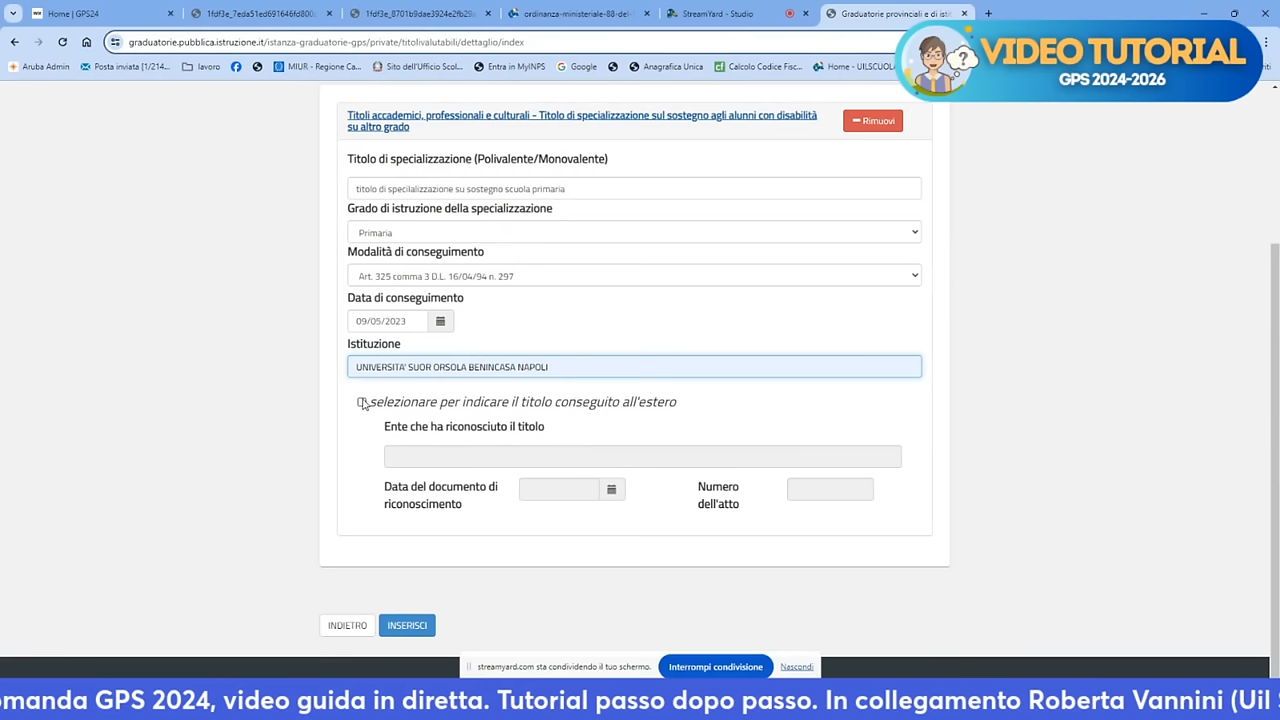 Home | GPS24
1fdf3e_7eda51ed691646fd800c
1fdf3e_8701b9dae3924e2fb29
ordinanza-ministeriale-88-del-
StreamYard - Studio
Graduatorie provinciali e di isti
graduatorie.pubblica.istruzione.it/istanza-graduatorie-gps/private/titolivalutabili/dettaglio/index
Aruba Admin
Posta inviata [1/214...
lavoro
MIUR - Regione Ca...
Sito dell'Ufficio Scol...
Entra in MyINPS
Google
Anagrafica Unica
Calcolo Codice Fisc...
Home - UILSCUOL
VIDEO TUTORIAL
GPS 2024-2026
Titoli accademici, professionali e culturali - Titolo di specializzazione sul sostegno agli alunni con disabilità
su altro grado
Rimuovi
Titolo di specializzazione (Polivalente/Monovalente)
titolo di specilalizzazione su sostegno scuola primaria
Grado di istruzione della specializzazione
Primaria
Modalità di conseguimento
Art. 325 comma 3 D.L. 16/04/94 n. 297
Data di conseguimento
09/05/2023
Istituzione
UNIVERSITA' SUOR ORSOLA BENINCASA NAPOLI
selezionare per indicare il titolo conseguito all'estero
Ente che ha riconosciuto il titolo
Data del documento di
riconoscimento
Numero
dell'atto
INDIETRO
INSERISCI
streamyard.com sta condividendo il tuo schermo.
Interrompi condivisione
Nascondi
omanda GPS 2024, video guida in diretta. Tutorial passo dopo passo. In collegamento Roberta Vannini (Uil